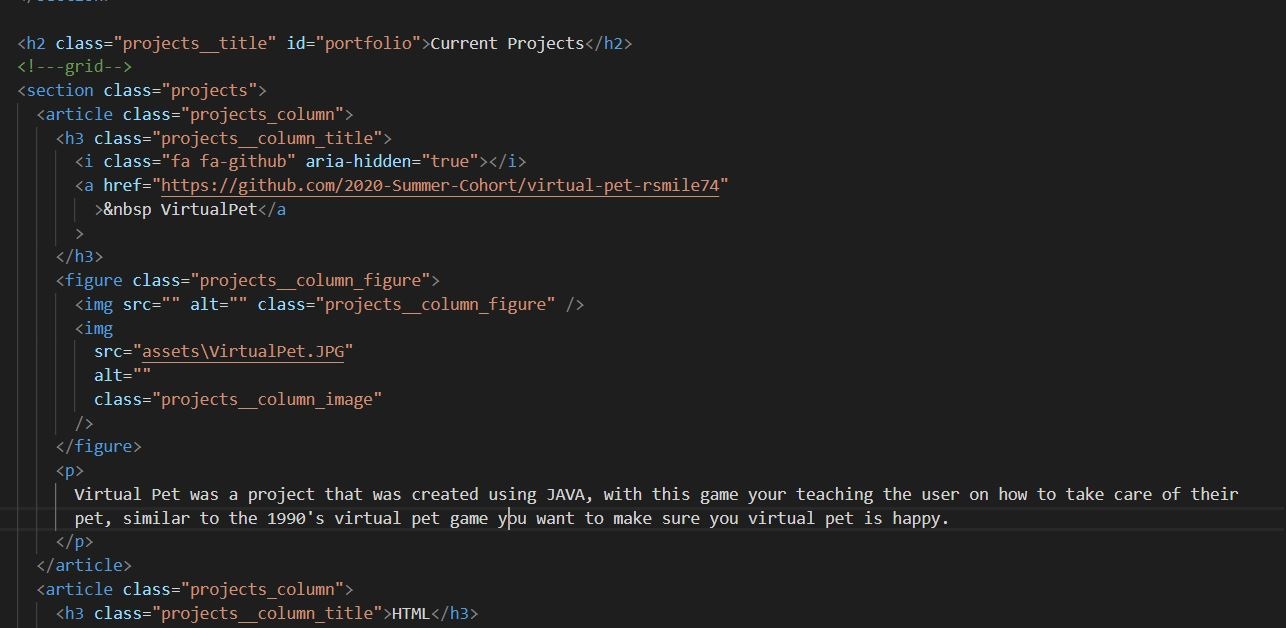 <h2 class="projects__title" id="portfolio">Current Projects</h2>
<!---grid-->
<section class="projects">
<article class="projects_column">
<h3 class="projects__column_title">
<i class="fa fa-github" aria-hidden="true"></i>
<a href="https://github.com/2020-Summer-Cohort/virtual-pet-rsmile74"
>&nbsp VirtualPet</a
>
</h3>
<figure class="projects__column_figure">
<img src="" alt="" class="projects__column_figure" />
<img
src="assets\VirtualPet.JPG"
alt=""
class="projects__column_image"
/>
</figure>
<p>
Virtual Pet was a project that was created using JAVA, with this game your teaching the user on how to take care of their
pet, similar to the 1990's virtual pet game you want to make sure you virtual pet is happy.
</p>
</article>
<article class="projects_column">
<h3 class="projects__column_title">HTML</h3>